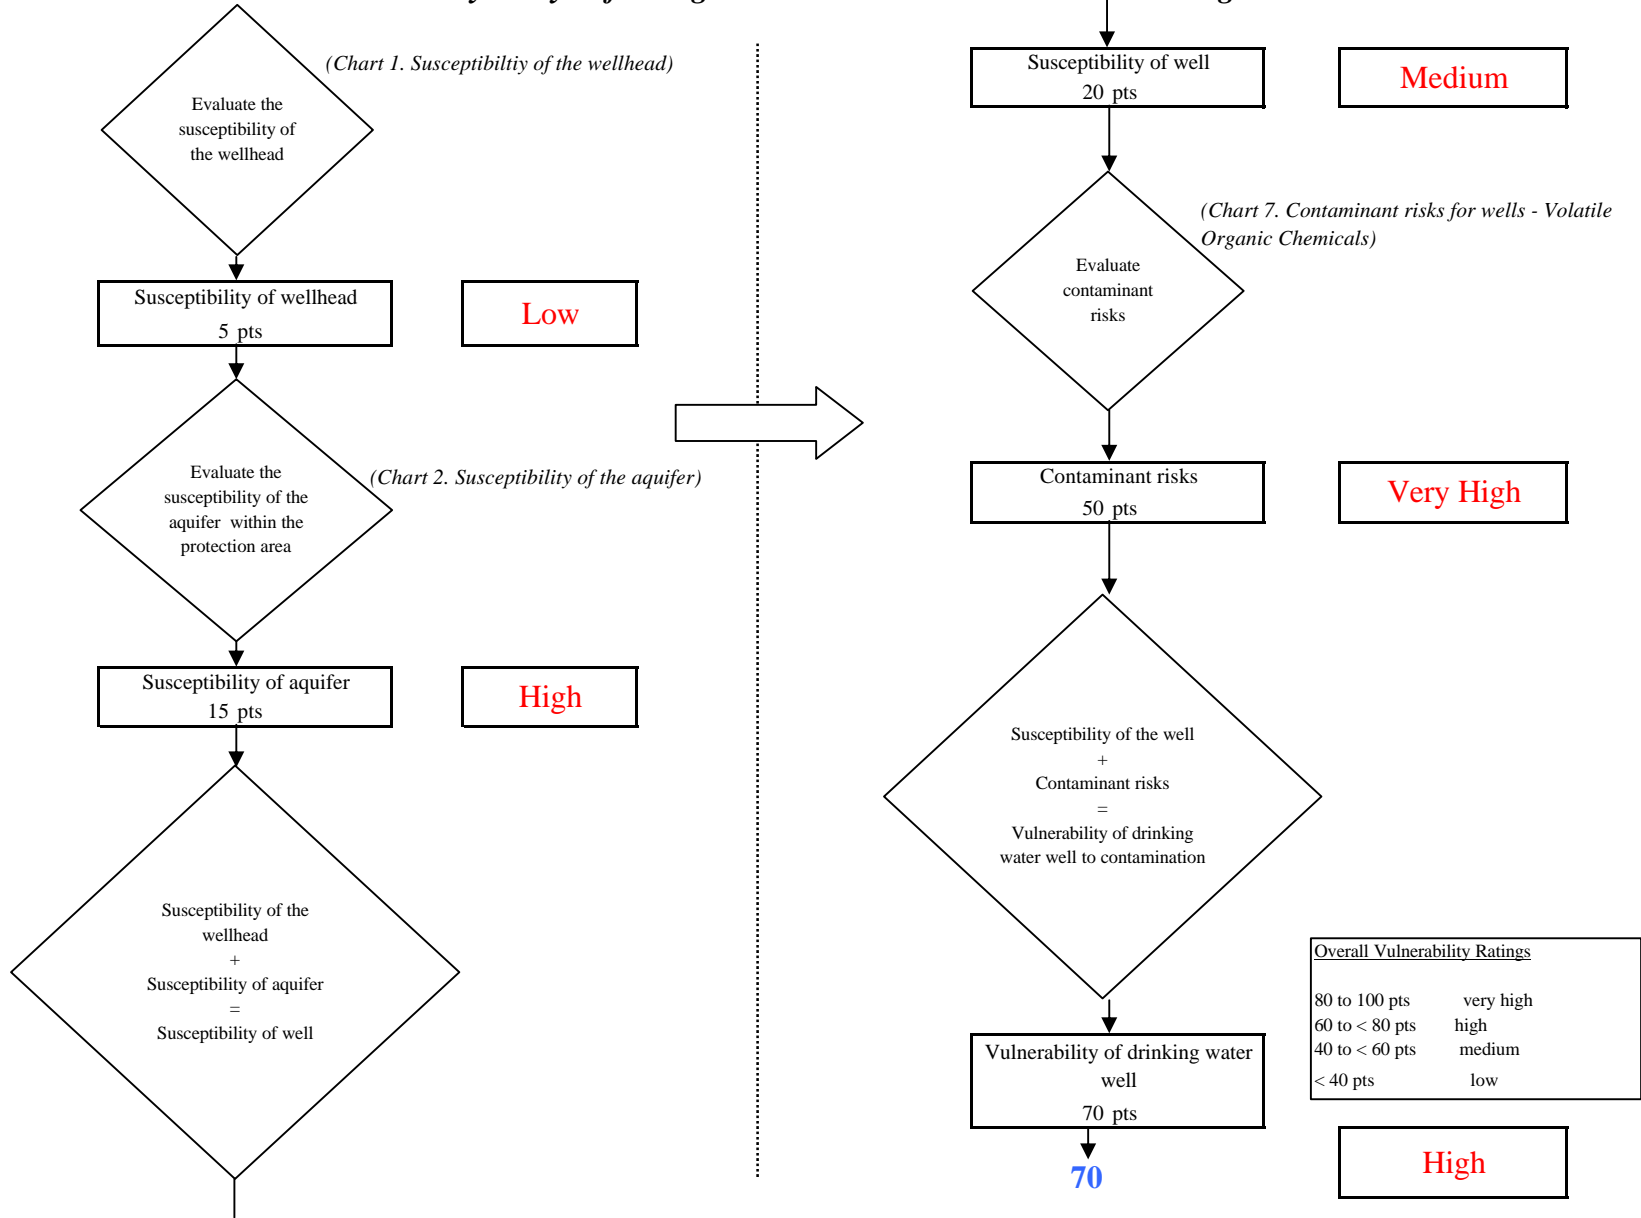 (Chart 1. Susceptibiltiy of the wellhead)
Evaluate the
susceptibility of
the wellhead
Susceptibility of wellhead
5 pts
Low
(Chart 2. Susceptibility of the aquifer)
Evaluate the
susceptibility of the
aquifer within the
protection area
Susceptibility of aquifer
15 pts
High
Susceptibility of the
wellhead
+
Susceptibility of aquifer
=
Susceptibility of well
Susceptibility of well
20 pts
Medium
(Chart 7. Contaminant risks for wells - Volatile
Organic Chemicals)
Evaluate
contaminant
risks
Contaminant risks
50 pts
Very High
Susceptibility of the well
+
Contaminant risks
=
Vulnerability of drinking
water well to contamination
Overall Vulnerability Ratings
80 to 100 pts very high
60 to < 80 pts high
40 to < 60 pts medium
< 40 pts low
Vulnerability of drinking water
well
70 pts
70
High